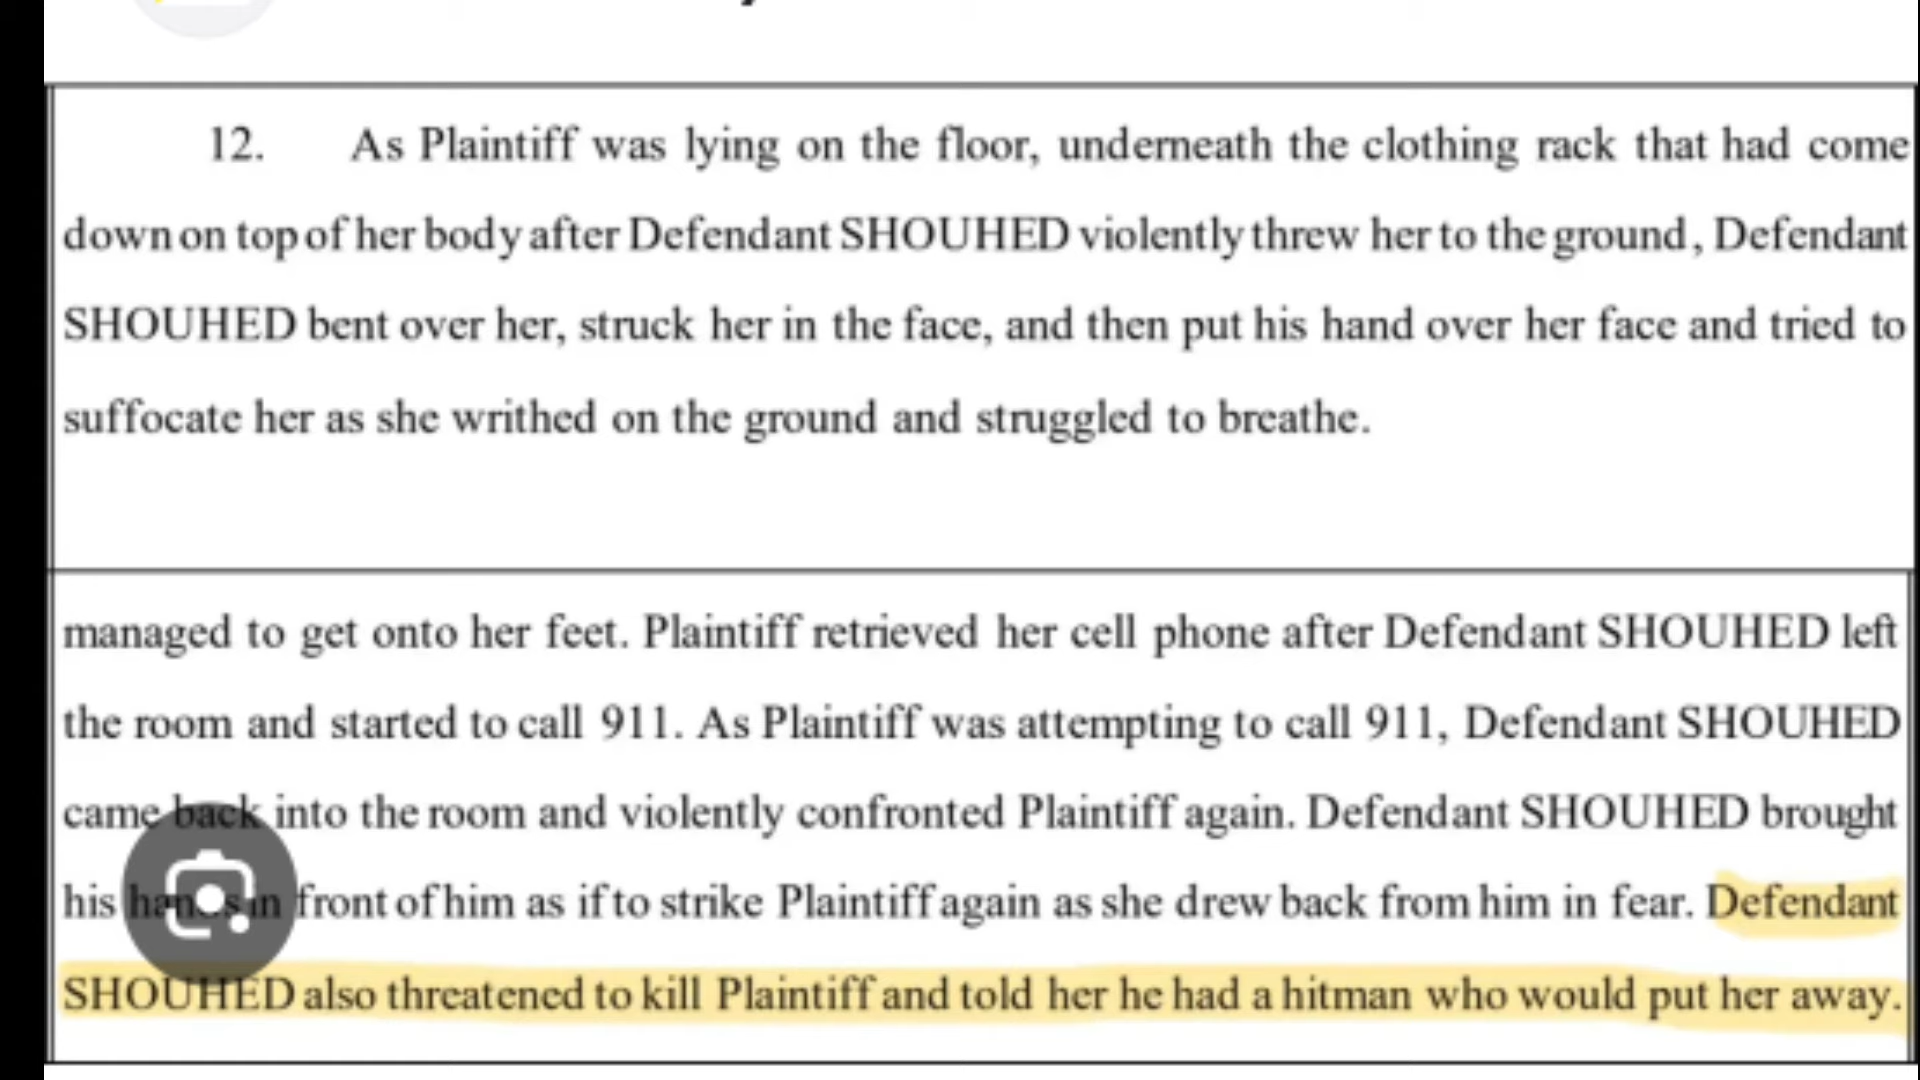 12. As Plaintiff was lying on the floor, underneath the clothing rack that had come
down on top of her body after Defendant SHOUHED violently threw her to the ground, Defendant
SHOUHED bent over her, struck her in the face, and then put his hand over her face and tried to
suffocate her as she writhed on the ground and struggled to breathe.
managed to get onto her feet. Plaintiff retrieved her cell phone after Defendant SHOUHED left
the room and started to call 911. As Plaintiff was attempting to call 911, Defendant SHOUHED
came back into the room and violently confronted Plaintiff again. Defendant SHOUHED brought
his hands in front of him as if to strike Plaintiff again as she drew back from him in fear. Defendant
SHOUHED also threatened to kill Plaintiff and told her he had a hitman who would put her away.